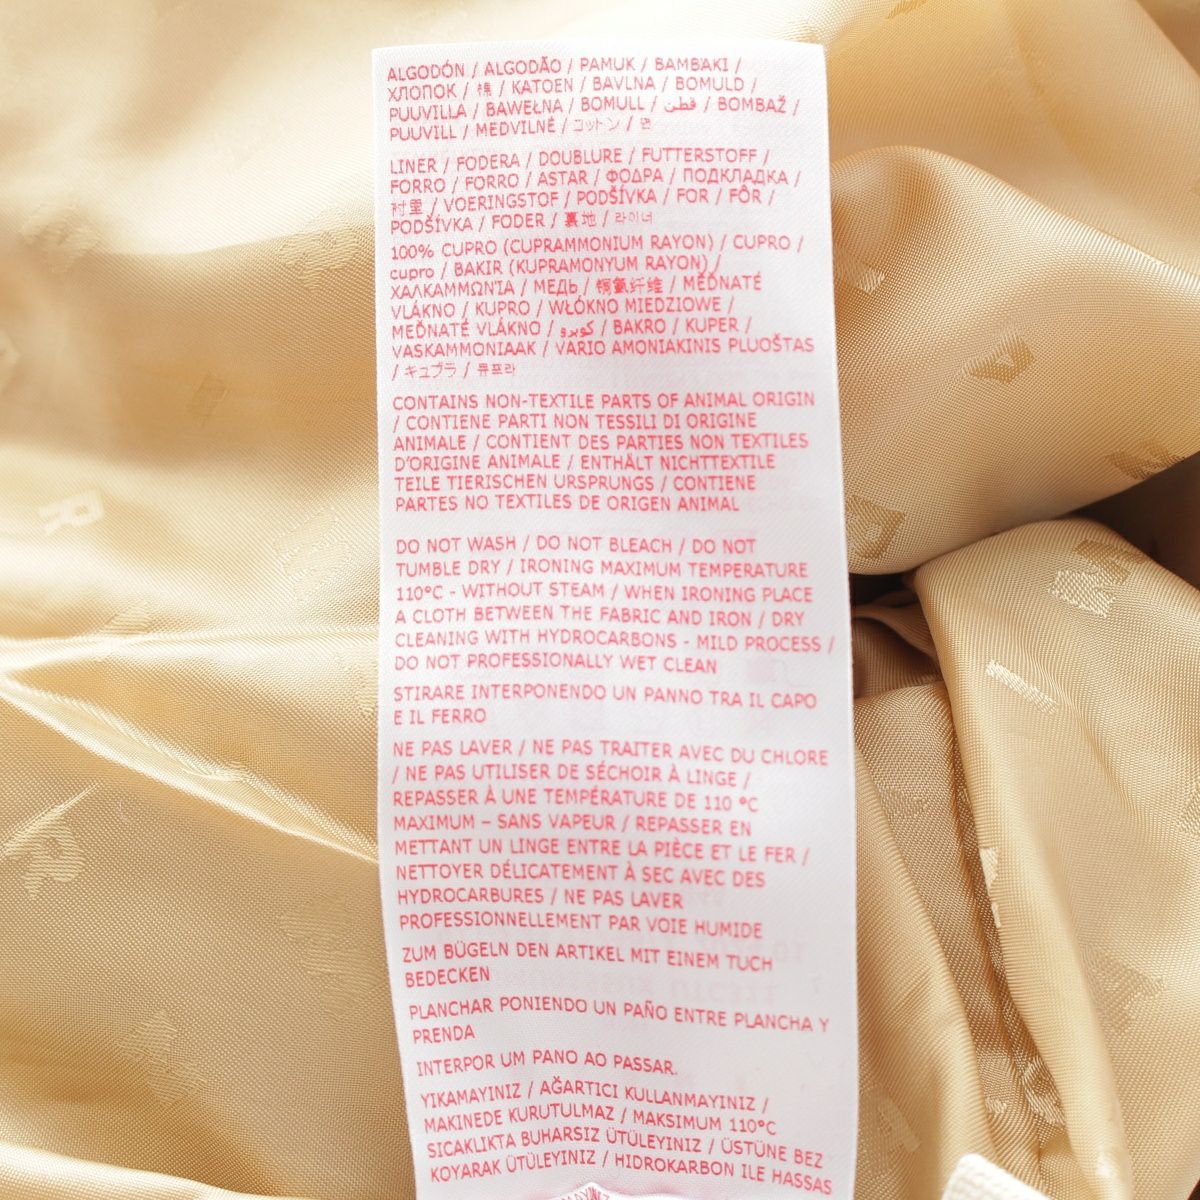 ALGODÓN / ALGODÃO / PAMUK / BAMBAKI /
ХЛОПОК / 棉 / KATOEN / BAVLNA / BOMULD /
PUUVILLA / BAWEŁNA / BOMULL / قطن / BOMBAŽ /
PUUVILL / MEDVILNĖ / コットン / 면
LINER / FODERA / DOUBLURE / FUTTERSTOFF /
FORRO / FORRO / ASTAR / ΦΟΔΡΑ / ПОДКЛАДКА /
衬里 / VOERINGSTOF / PODŠÍVKA / FOR / FÔR /
PODŠÍVKA / FODER / 裏地 / 라이너
100% CUPRO (CUPRAMMONIUM RAYON) / CUPRO /
cupro / BAKIR (KUPRAMONYUM RAYON) /
ΧΑΛΚΑΜΜΩΝΊΑ / МЕДЬ / 铜氨纤维 / MĚĎNATÉ
VLÁKNO / KUPRO / WŁÓKNO MIEDZIOWE /
MEĎNATÉ VLÁKNO / كوبرو / BAKRO / KUPER /
VASKAMMONIAAK / VARIO AMONIAKINIS PLUOŠTAS
/ キュプラ / 큐프라
CONTAINS NON-TEXTILE PARTS OF ANIMAL ORIGIN
/ CONTIENE PARTI NON TESSILI DI ORIGINE
ANIMALE / CONTIENT DES PARTIES NON TEXTILES
D'ORIGINE ANIMALE / ENTHÄLT NICHTTEXTILE
TEILE TIERISCHEN URSPRUNGS / CONTIENE
PARTES NO TEXTILES DE ORIGEN ANIMAL
DO NOT WASH / DO NOT BLEACH / DO NOT
TUMBLE DRY / IRONING MAXIMUM TEMPERATURE
110°C - WITHOUT STEAM / WHEN IRONING PLACE
A CLOTH BETWEEN THE FABRIC AND IRON / DRY
CLEANING WITH HYDROCARBONS - MILD PROCESS /
DO NOT PROFESSIONALLY WET CLEAN
STIRARE INTERPONENDO UN PANNO TRA IL CAPO
E IL FERRO
NE PAS LAVER / NE PAS TRAITER AVEC DU CHLORE
/ NE PAS UTILISER DE SÉCHOIR À LINGE /
REPASSER À UNE TEMPÉRATURE DE 110 °C
MAXIMUM – SANS VAPEUR / REPASSER EN
METTANT UN LINGE ENTRE LA PIÈCE ET LE FER /
NETTOYER DÉLICATEMENT À SEC AVEC DES
HYDROCARBURES / NE PAS LAVER
PROFESSIONNELLEMENT PAR VOIE HUMIDE
ZUM BÜGELN DEN ARTIKEL MIT EINEM TUCH
BEDECKEN
PLANCHAR PONIENDO UN PAÑO ENTRE PLANCHA Y
PRENDA
INTERPOR UM PANO AO PASSAR.
YIKAMAYINIZ / AĞARTICI KULLANMAYINIZ /
MAKINEDE KURUTULMAZ / MAKSIMUM 110°C
SICAKLIKTA BUHARSIZ ÜTÜLEYINIZ / ÜSTÜNE BEZ
KOYARAK ÜTÜLEYINIZ / HIDROKARBON ILE HASSAS